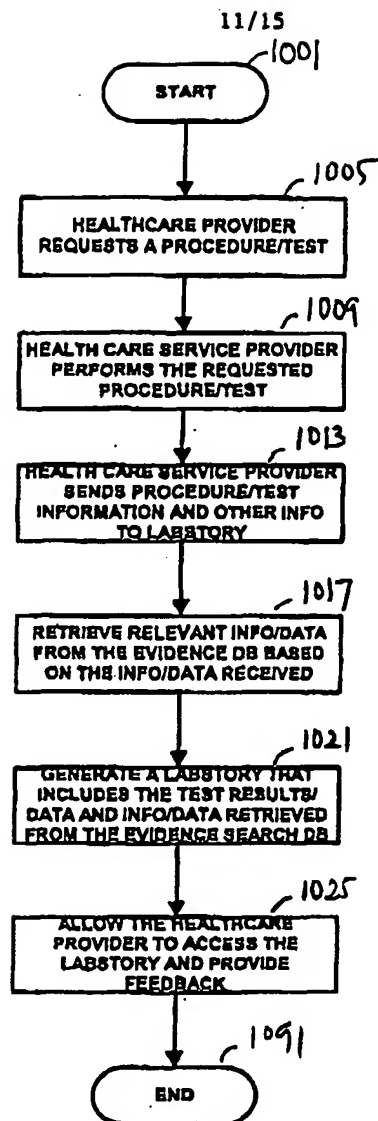 11/15
1001
START
1005
HEALTHCARE PROVIDER
REQUESTS A PROCEDURE/TEST
1009
HEALTH CARE SERVICE PROVIDER
PERFORMS THE REQUESTED
PROCEDURE/TEST
1013
HEALTH CARE SERVICE PROVIDER
SENDS PROCEDURE/TEST
INFORMATION AND OTHER INFO
TO LABSTORY
1017
RETRIEVE RELEVANT INFO/DATA
FROM THE EVIDENCE DB BASED
ON THE INFO/DATA RECEIVED
1021
GENERATE A LABSTORY THAT
INCLUDES THE TEST RESULTS/
DATA AND INFO/DATA RETRIEVED
FROM THE EVIDENCE SEARCH DB
1025
ALLOW THE HEALTHCARE
PROVIDER TO ACCESS THE
LABSTORY AND PROVIDE
FEEDBACK
1091
END